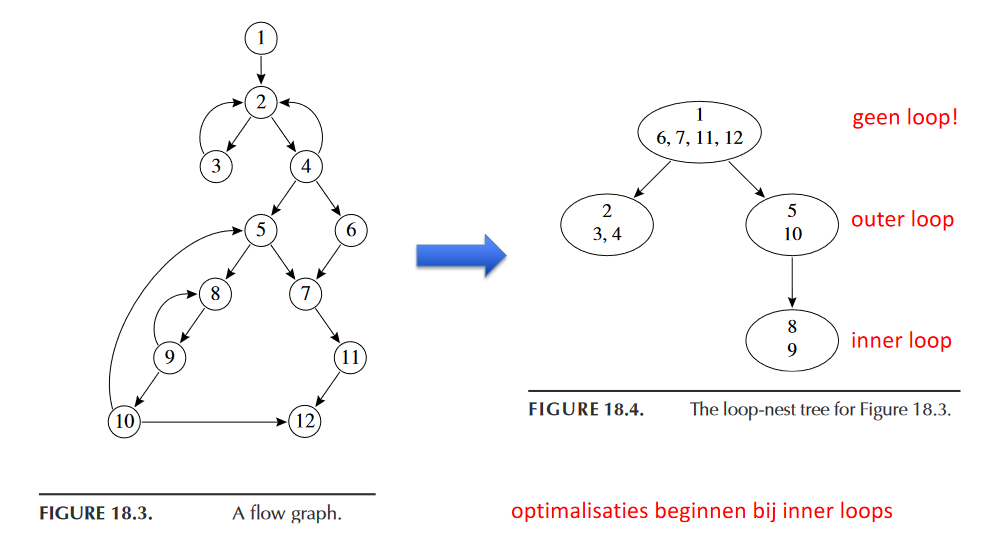 1
2
3
4
5
6
8
7
9
11
10
12
FIGURE 18.3.
A flow graph.
1
6, 7, 11, 12
geen loop!
2
3, 4
5
10
outer loop
8
9
inner loop
FIGURE 18.4.
The loop-nest tree for Figure 18.3.
optimalisaties beginnen bij inner loops